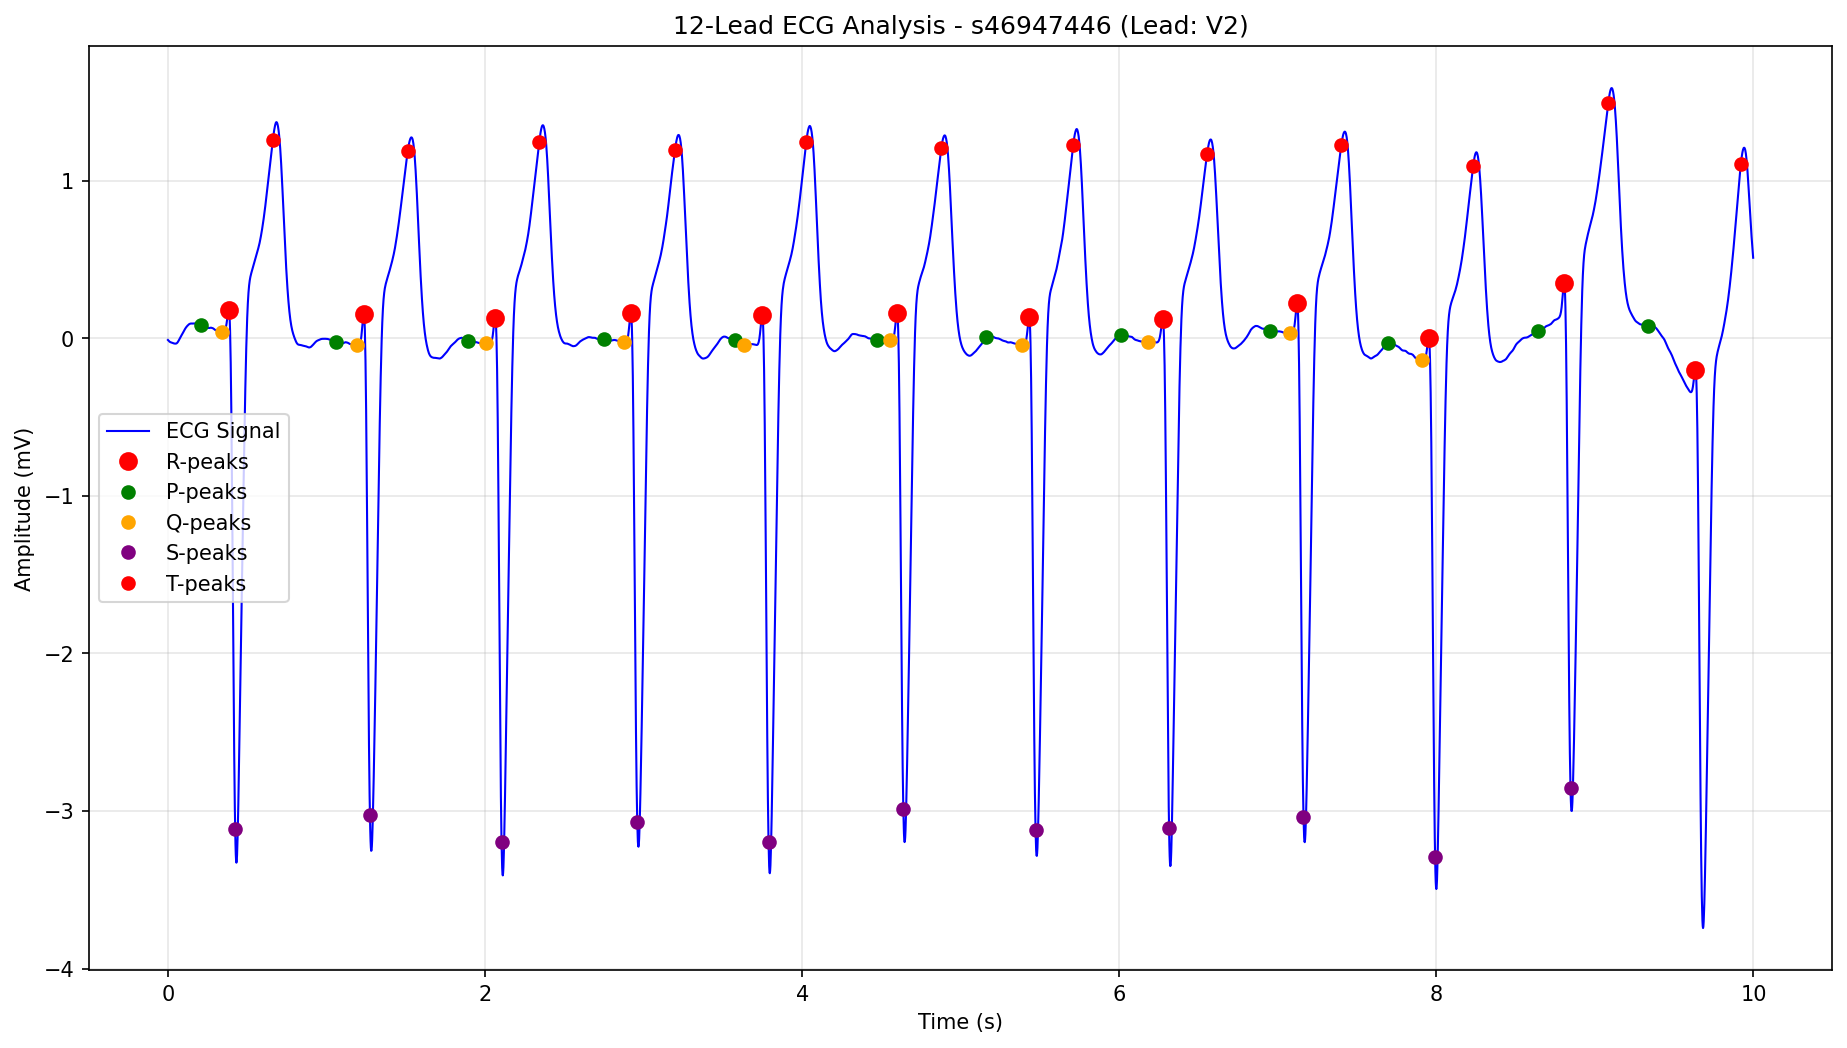 12-Lead ECG Analysis - s46947446 (Lead: V2)
1
0
−1
−2
−3
−4
Amplitude (mV)
ECG Signal
R-peaks
P-peaks
Q-peaks
S-peaks
T-peaks
0 2 4 6 8 10
Time (s)